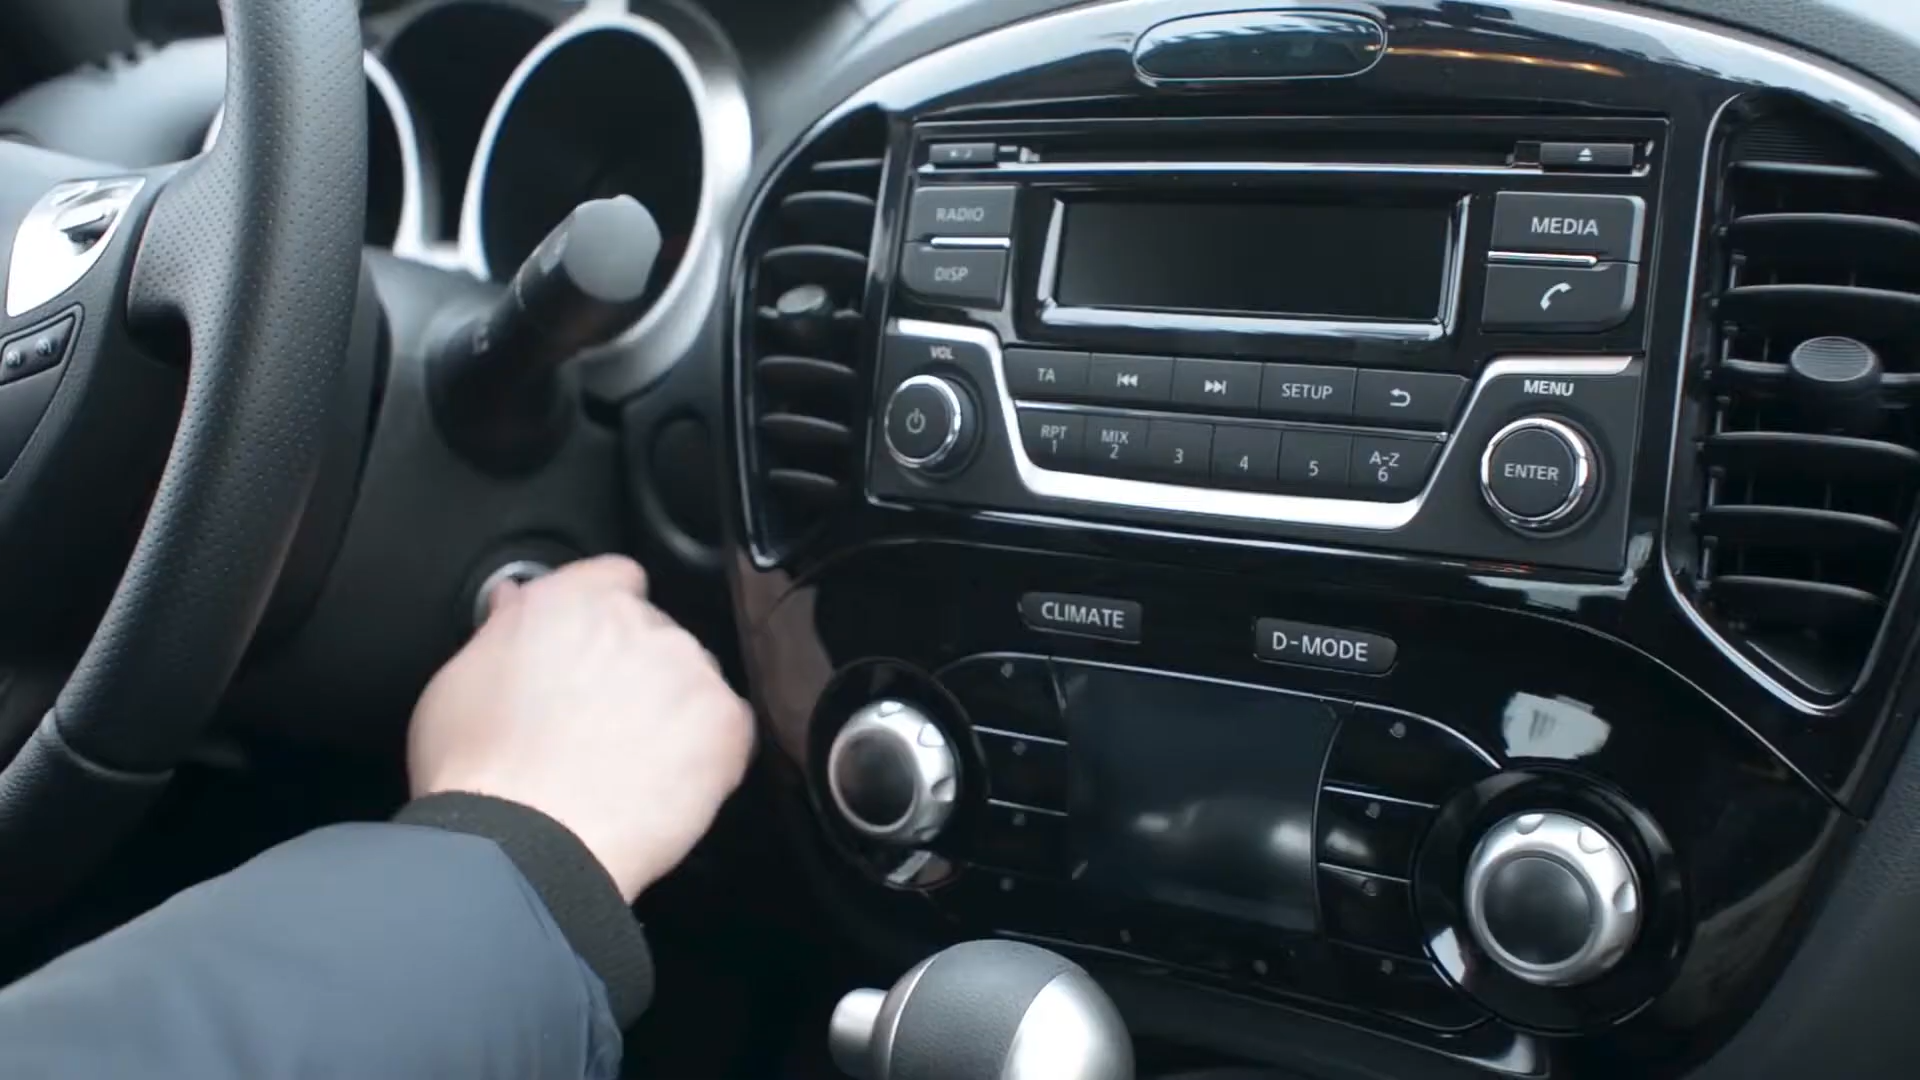 RADIO
MEDIA
DISP
VOL
TA
SETUP
MENU
RPT
1
MIX
2
3
4
5
A-Z
6
ENTER
CLIMATE
D-MODE